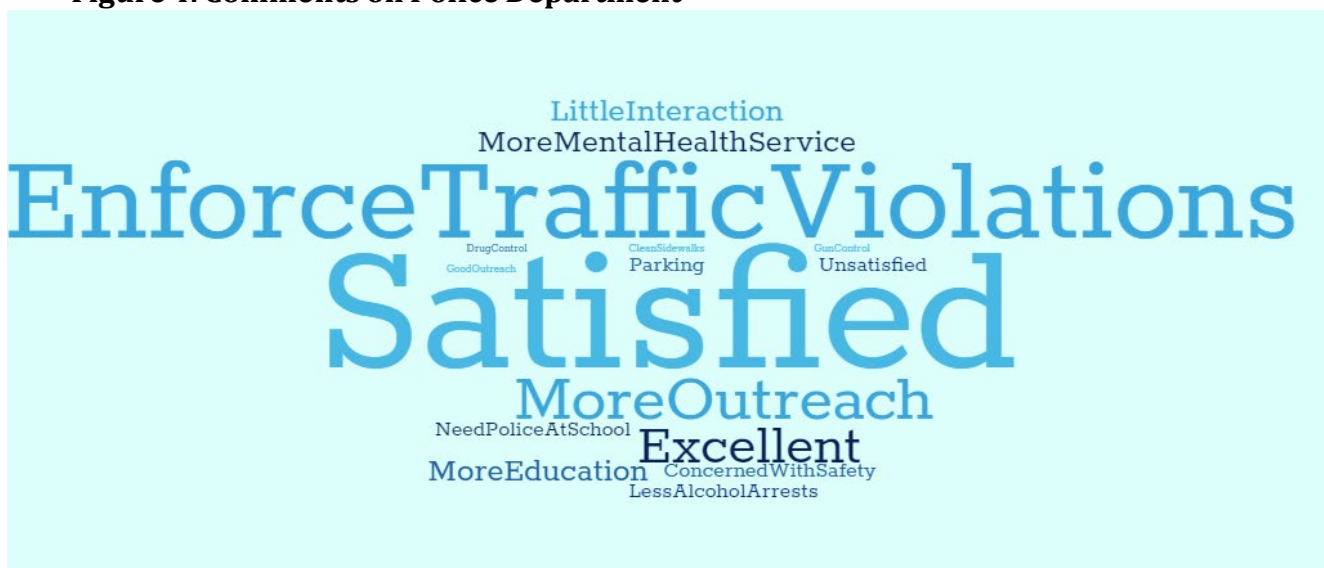 Figure 4. Comments on Police Department
LittleInteraction
MoreMentalHealthService
EnforceTrafficViolations
DrugControl CleanSidewalks GunControl
GoodOutreach Parking Unsatisfied
Satisfied
MoreOutreach
NeedPoliceAtSchool Excellent
MoreEducation ConcernedWithSafety
LessAlcoholArrests